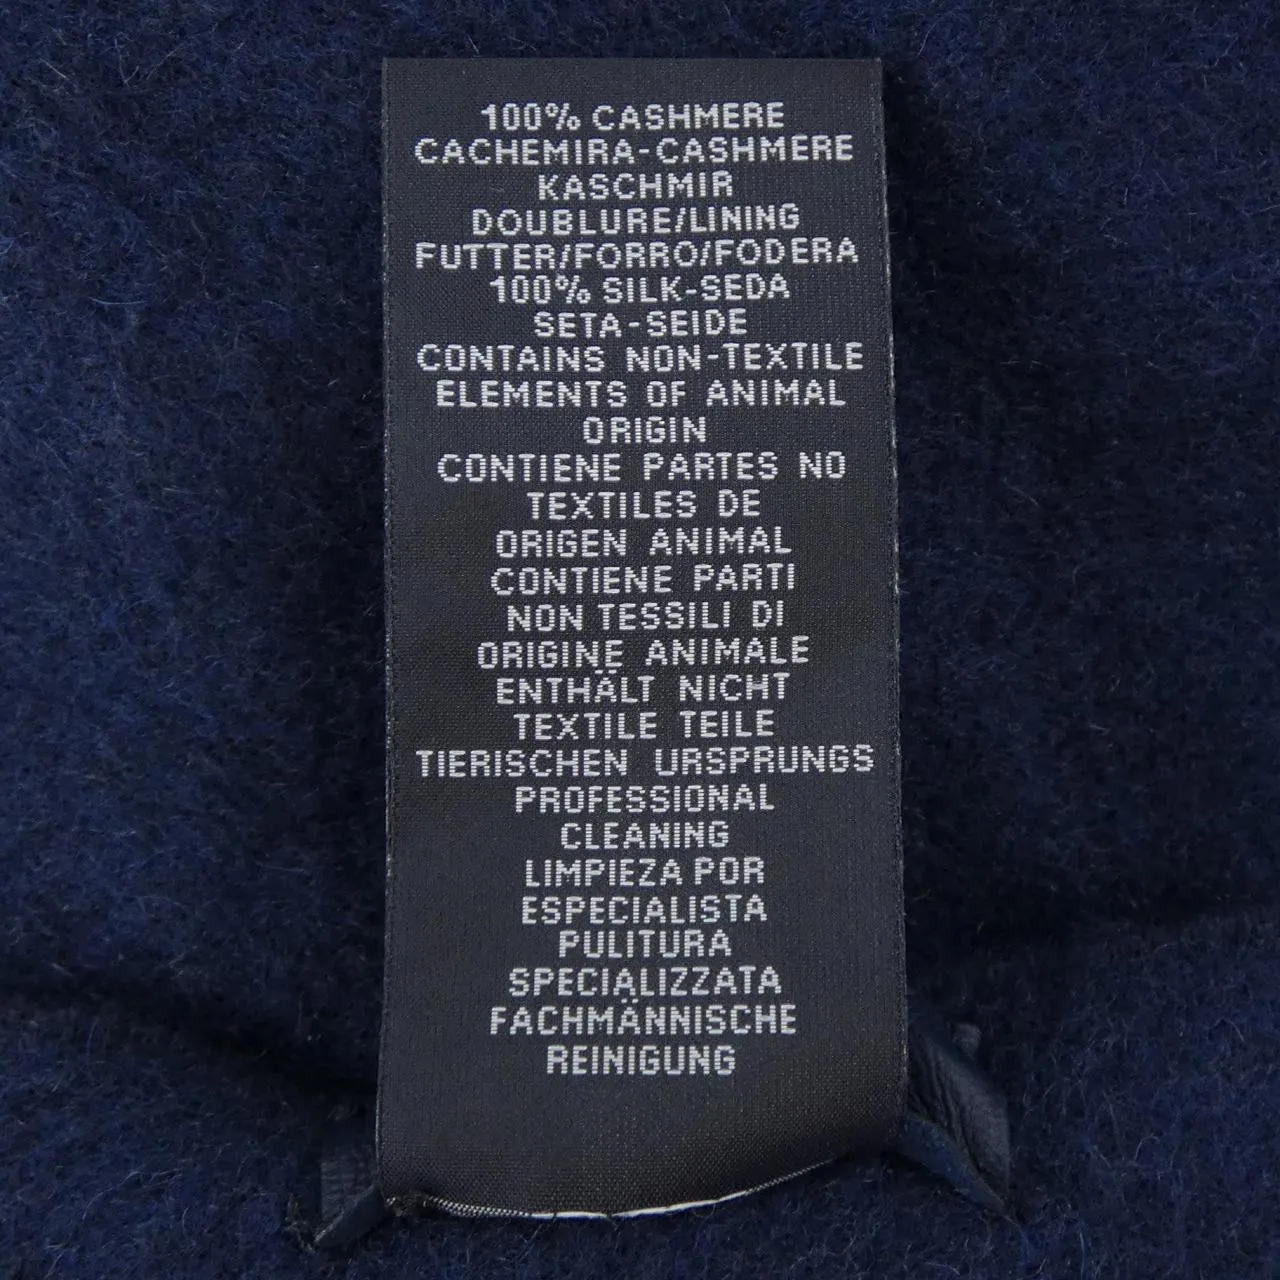 100% CASHMERE
CACHEMIRA-CASHMERE
KASCHMIR
DOUBLURE/LINING
FUTTER/FORRO/FODERA
100% SILK-SEDA
SETA-SEIDE
CONTAINS NON-TEXTILE
ELEMENTS OF ANIMAL
ORIGIN
CONTIENE PARTES NO
TEXTILES DE
ORIGEN ANIMAL
CONTIENE PARTI
NON TESSILI DI
ORIGINE ANIMALE
ENTHÄLT NICHT
TEXTILE TEILE
TIERISCHEN URSPRUNGS
PROFESSIONAL
CLEANING
LIMPIEZA POR
ESPECIALISTA
PULITURA
SPECIALIZZATA
FACHMÄNNISCHE
REINIGUNG